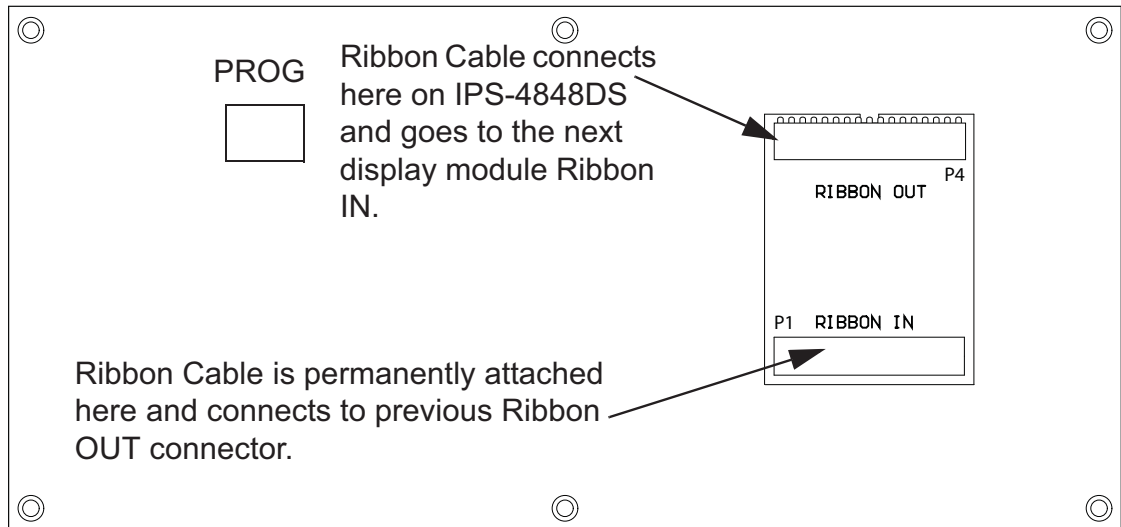 PROG
Ribbon Cable connects
here on IPS-4848DS
and goes to the next
display module Ribbon
IN.
P4
RIBBON OUT
P1 RIBBON IN
Ribbon Cable is permanently attached
here and connects to previous Ribbon
OUT connector.